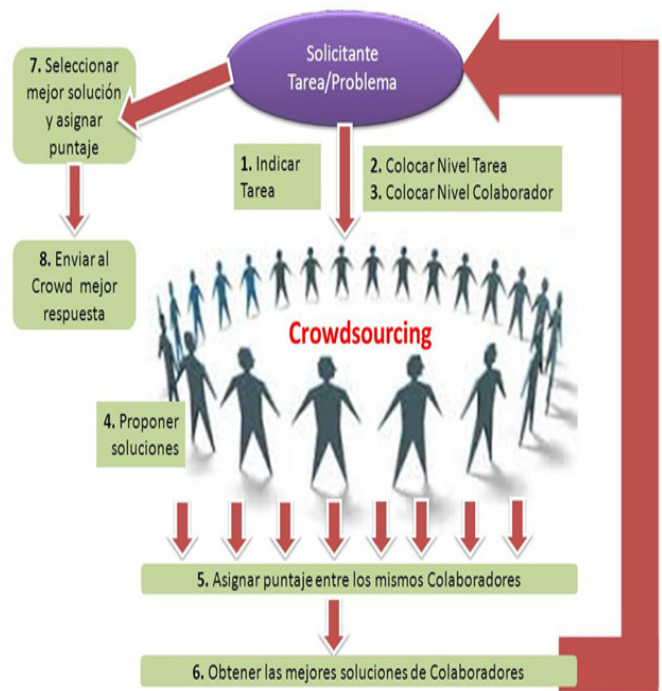 Solicitante
Tarea/Problema
7. Seleccionar
mejor solución
y asignar
puntaje
1. Indicar
Tarea
2. Colocar Nivel Tarea
3. Colocar Nivel Colaborador
8. Enviar al
Crowd mejor
respuesta
Crowdsourcing
4. Proponer
soluciones
5. Asignar puntaje entre los mismos Colaboradores
6. Obtener las mejores soluciones de Colaboradores